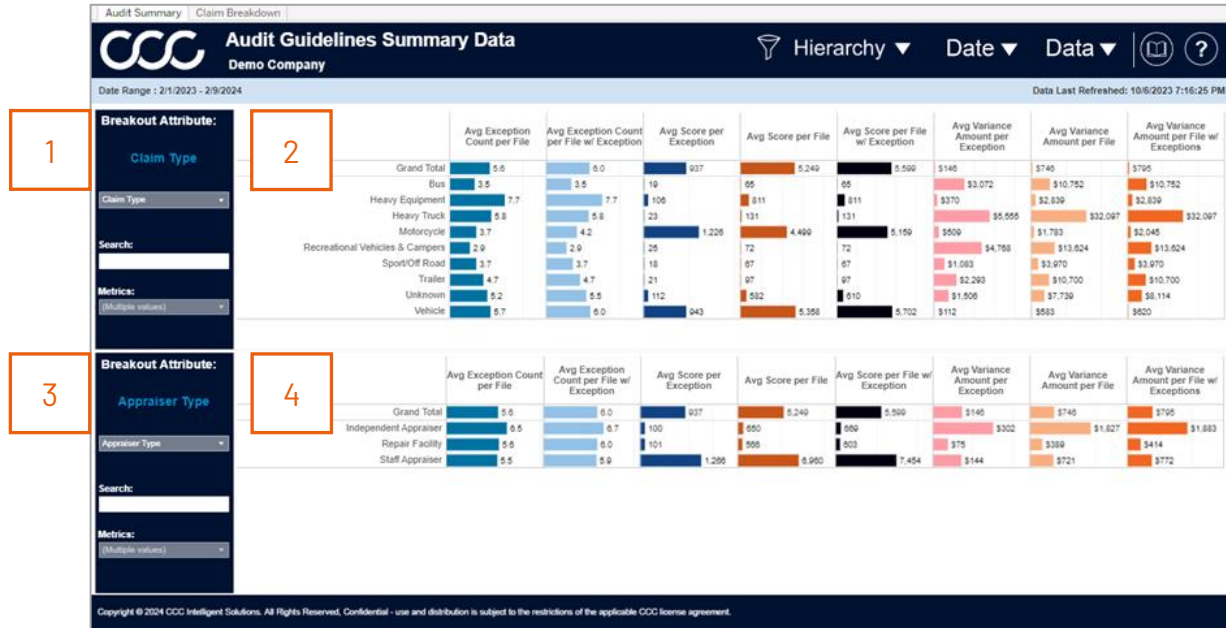 Audit Summary Claim Breakdown
CCC Audit Guidelines Summary Data Hierarchy ▼ Date ▼ Data ▼ ?
Demo Company
Date Range : 2/1/2023 - 2/9/2024 Data Last Refreshed: 10/6/2023 7:16:25 PM
1
Breakout Attribute:
Claim Type
Claim Type
Search:
Metrics:
(Multiple values)
2
Avg Exception Count per File Avg Exception Count per File w/ Exception Avg Score per Exception Avg Score per File Avg Score per File w/ Exception Avg Variance Amount per Exception Avg Variance Amount per File Avg Variance Amount per File w/ Exceptions
Grand Total 5.6 6.0 937 5,249 5,599 $146 $746 $795
Bus 3.5 3.5 19 65 65 $3,072 $10,752 $10,752
Heavy Equipment 7.7 7.7 106 811 811 $370 $2,839 $2,839
Heavy Truck 5.8 5.8 23 131 131 $5,555 $32,097 $32,097
Motorcycle 3.7 4.2 1,226 4,499 5,159 $509 $1,783 $2,045
Recreational Vehicles & Campers 2.9 2.9 25 72 72 $4,768 $13,624 $13,624
Sport/Off Road 3.7 3.7 18 67 67 $1,083 $3,970 $3,970
Trailer 4.7 4.7 21 97 97 $2,293 $10,700 $10,700
Unknown 5.2 5.5 112 582 610 $1,506 $7,739 $8,114
Vehicle 5.7 6.0 943 5,358 5,702 $112 $583 $620
3
Breakout Attribute:
Appraiser Type
Appraiser Type
Search:
Metrics:
(Multiple values)
4
Avg Exception Count per File Avg Exception Count per File w/ Exception Avg Score per Exception Avg Score per File Avg Score per File w/ Exception Avg Variance Amount per Exception Avg Variance Amount per File Avg Variance Amount per File w/ Exceptions
Grand Total 5.6 6.0 937 5,249 5,599 $146 $746 $795
Independent Appraiser 6.5 6.7 100 650 669 $302 $1,827 $1,883
Repair Facility 5.6 6.0 101 566 603 $75 $389 $414
Staff Appraiser 5.5 5.9 1,266 6,960 7,454 $144 $721 $772
Copyright © 2024 CCC Intelligent Solutions. All Rights Reserved, Confidential - use and distribution is subject to the restrictions of the applicable CCC license agreement.